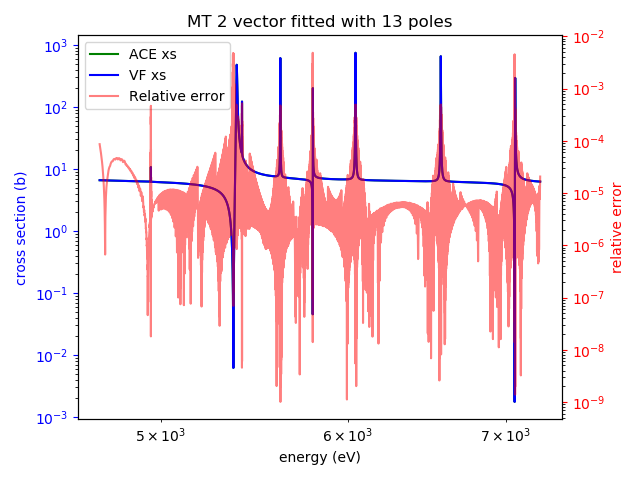 MT 2 vector fitted with 13 poles
ACE xs
VF xs
Relative error
cross section (b)
10³
10²
10¹
10⁰
10⁻¹
10⁻²
10⁻³
10⁻²
10⁻³
10⁻⁴
10⁻⁵
10⁻⁶
10⁻⁷
10⁻⁸
10⁻⁹
relative error
5 × 10³
6 × 10³
7 × 10³
energy (eV)